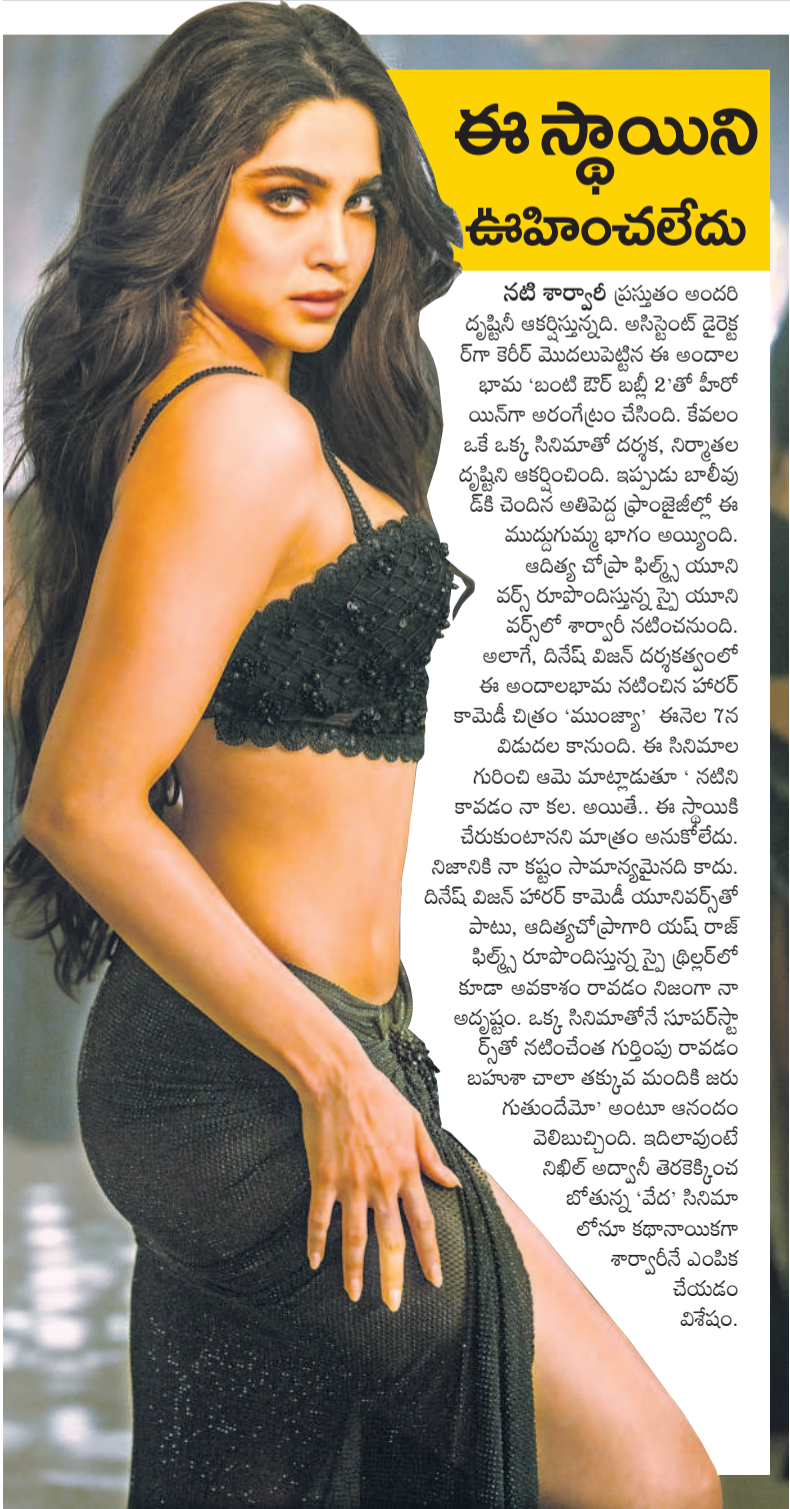 ఈ స్థాయిని
ఊహించలేదు
నటి శార్వారీ ప్రస్తుతం అందరి
దృష్టినీ ఆకర్షిస్తున్నది. అసిస్టెంట్ డైరెక్ట
ర్‌గా కెరీర్ మొదలుపెట్టిన ఈ అందాల
భామ ‘బంటి ఔర్ బబ్లీ 2’తో హీరో
యిన్‌గా అరంగేట్రం చేసింది. కేవలం
ఒకే ఒక్క సినిమాతో దర్శక, నిర్మాతల
దృష్టిని ఆకర్షించింది. ఇప్పుడు బాలీవు
డ్‌కి చెందిన అతిపెద్ద ఫ్రాంజైజీల్లో ఈ
ముద్దుగుమ్మ భాగం అయ్యింది.
ఆదిత్య చోప్రా ఫిల్మ్స్ యూని
వర్స్ రూపొందిస్తున్న స్పై యూని
వర్స్‌లో శార్వారీ నటించనుంది.
అలాగే, దినేష్ విజన్ దర్శకత్వంలో
ఈ అందాలభామ నటించిన హారర్
కామెడీ చిత్రం ‘ముంజ్యా’ ఈనెల 7న
విడుదల కానుంది. ఈ సినిమాల
గురించి ఆమె మాట్లాడుతూ ‘ నటిని
కావడం నా కల. అయితే.. ఈ స్థాయికి
చేరుకుంటానని మాత్రం అనుకోలేదు.
నిజానికి నా కష్టం సామాన్యమైనది కాదు.
దినేష్ విజన్ హారర్ కామెడీ యూనివర్స్‌తో
పాటు, ఆదిత్యచోప్రాగారి యష్ రాజ్
ఫిల్మ్స్ రూపొందిస్తున్న స్పై థ్రిల్లర్‌లో
కూడా అవకాశం రావడం నిజంగా నా
అదృష్టం. ఒక్క సినిమాతోనే సూపర్‌స్టా
ర్స్‌తో నటించేంత గుర్తింపు రావడం
బహుశా చాలా తక్కువ మందికి జరు
గుతుందేమో’ అంటూ ఆనందం
వెలిబుచ్చింది. ఇదిలావుంటే
నిఖిల్ అద్వానీ తెరకెక్కించ
బోతున్న ‘వేద’ సినిమా
లోనూ కథానాయికగా
శార్వారీనే ఎంపిక
చేయడం
విశేషం.